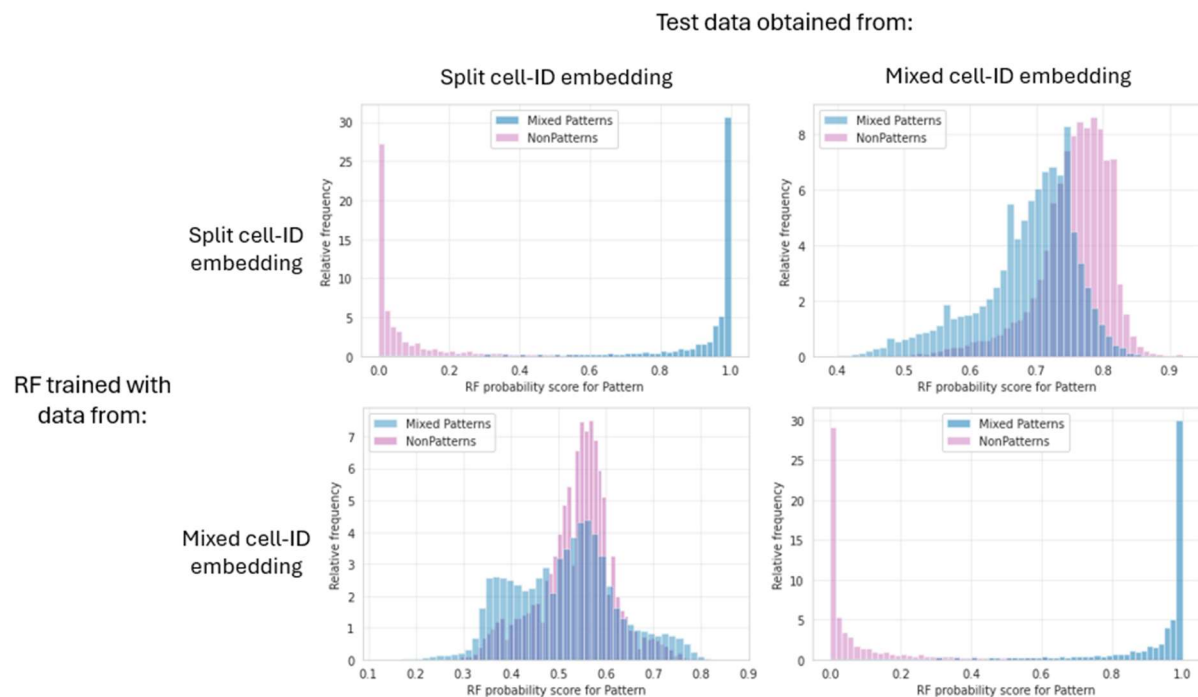 Test data obtained from:
Split cell-ID embedding
Mixed cell-ID embedding
Split cell-ID
embedding
RF trained with
data from:
Mixed cell-ID
embedding
Mixed Patterns
NonPatterns
Relative frequency
30
25
20
15
10
5
0
0.0 0.2 0.4 0.6 0.8 1.0
RF probability score for Pattern
Mixed Patterns
NonPatterns
Relative frequency
8
6
4
2
0
0.4 0.5 0.6 0.7 0.8 0.9
RF probability score for Pattern
Mixed Patterns
NonPatterns
Relative frequency
7
6
5
4
3
2
1
0
0.1 0.2 0.3 0.4 0.5 0.6 0.7 0.8 0.9
RF probability score for Pattern
Mixed Patterns
NonPatterns
Relative frequency
30
25
20
15
10
5
0
0.0 0.2 0.4 0.6 0.8 1.0
RF probability score for Pattern